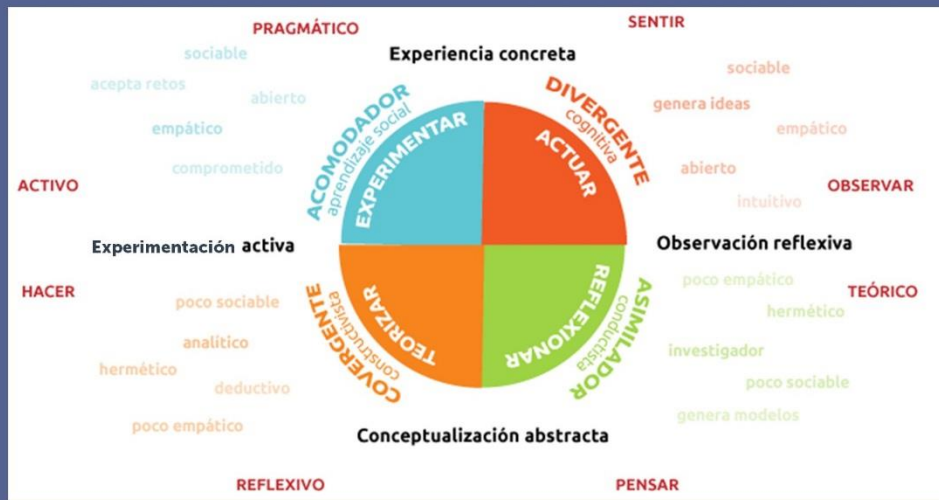 PRAGMÁTICO
SENTIR
Experiencia concreta
sociable
acepta retos
abierto
empático
comprometido
ACOMODADOR
aprendizaje social
EXPERIMENTAR
DIVERGENTE
cognitiva
ACTUAR
sociable
genera ideas
empático
abierto
intuitivo
ACTIVO
OBSERVAR
Experimentación activa
Observación reflexiva
HACER
TEÓRICO
poco sociable
analítico
hermético
deductivo
poco empático
COVERGENTE
constructivista
TEORIZAR
REFLEXIONAR
ASIMILADOR
conductista
poco empático
hermético
investigador
poco sociable
genera modelos
Conceptualización abstracta
REFLEXIVO
PENSAR